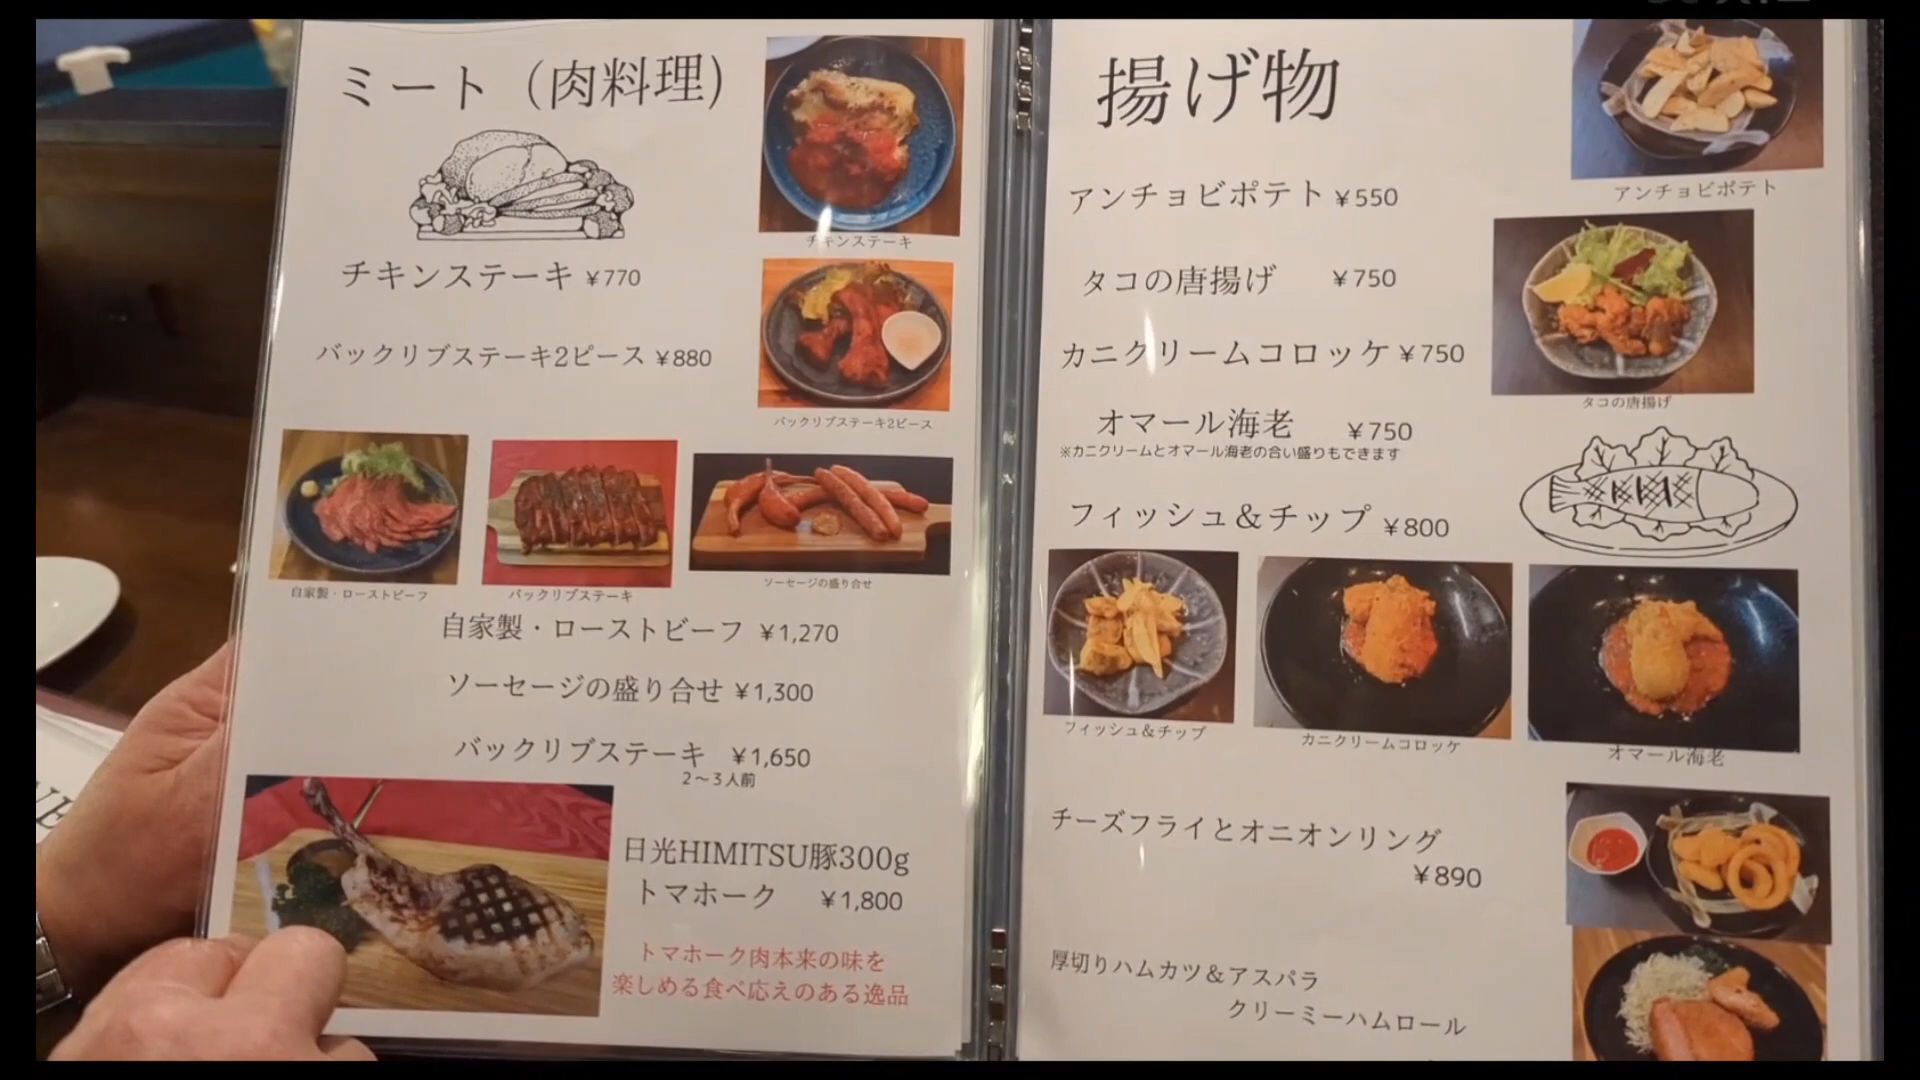 ミート（肉料理）
チキンステーキ
チキンステーキ ¥770
バックリブステーキ2ピース ¥880
バックリブステーキ2ピース
自家製・ローストビーフ
バックリブステーキ
ソーセージの盛り合せ
自家製・ローストビーフ ¥1,270
ソーセージの盛り合せ ¥1,300
バックリブステーキ ¥1,650
2～3人前
日光HIMITSU豚300g
トマホーク ¥1,800
トマホーク肉本来の味を
楽しめる食べ応えのある逸品
揚げ物
アンチョビポテト
アンチョビポテト ¥550
タコの唐揚げ ¥750
カニクリームコロッケ ¥750
タコの唐揚げ
オマール海老 ¥750
※カニクリームとオマール海老の合い盛りもできます
フィッシュ＆チップ ¥800
フィッシュ＆チップ
カニクリームコロッケ
オマール海老
チーズフライとオニオンリング
¥890
厚切りハムカツ＆アスパラ
クリーミーハムロール